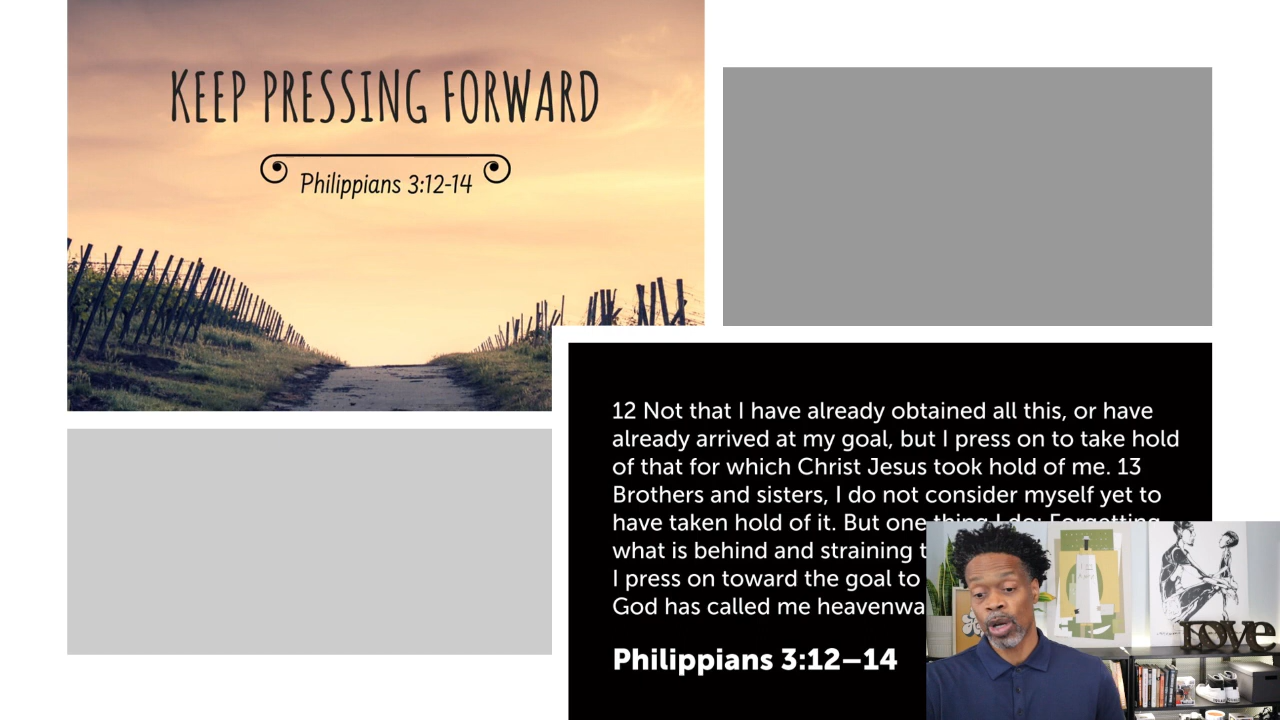 KEEP PRESSING FORWARD
Philippians 3:12-14
12 Not that I have already obtained all this, or have
already arrived at my goal, but I press on to take hold
of that for which Christ Jesus took hold of me. 13
Brothers and sisters, I do not consider myself yet to
have taken hold of it. But one thing I do: Forgetting
what is behind and straining
I press on toward the goal to
God has called me
Philippians 3:12–14
love